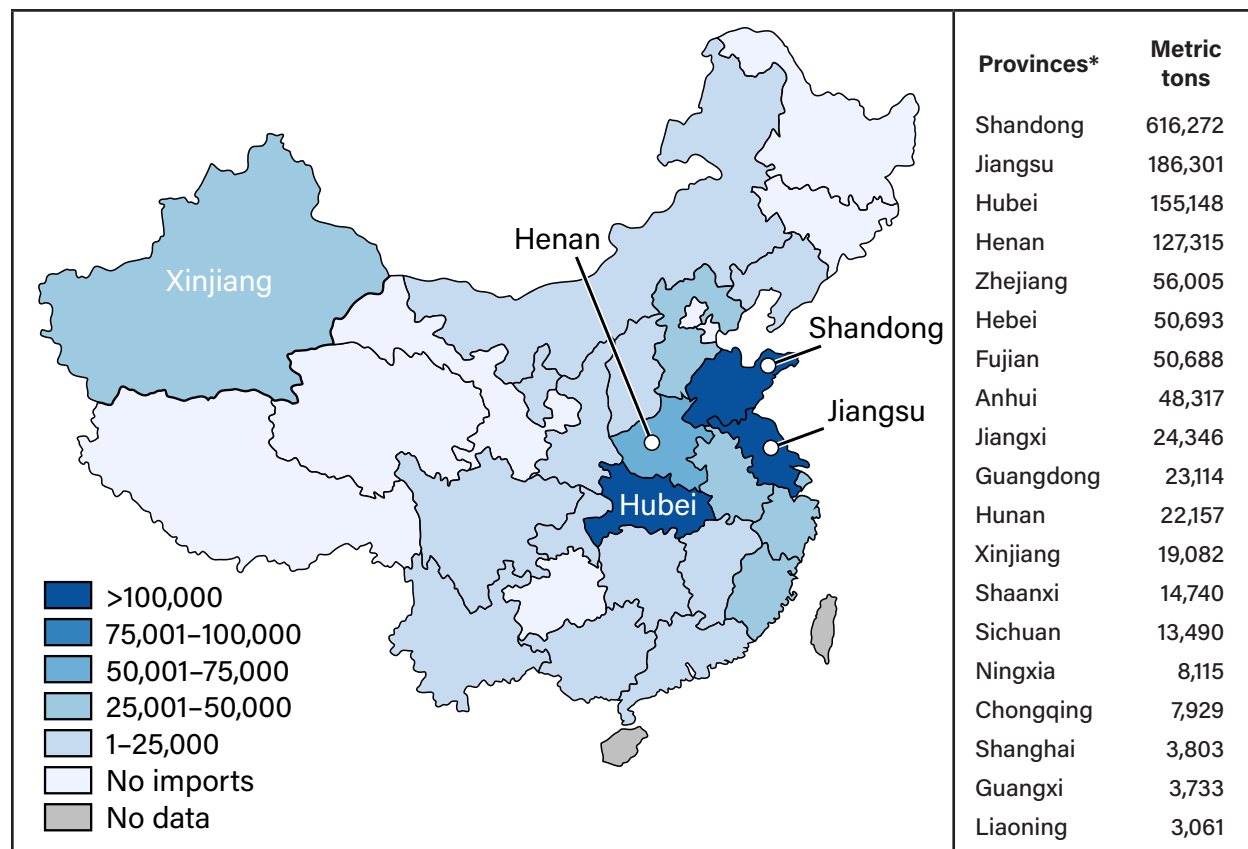 Xinjiang
Henan
Shandong
Jiangsu
Hubei
>100,000
75,001–100,000
50,001–75,000
25,001–50,000
1–25,000
No imports
No data
Provinces* Metric tons
Shandong 616,272
Jiangsu 186,301
Hubei 155,148
Henan 127,315
Zhejiang 56,005
Hebei 50,693
Fujian 50,688
Anhui 48,317
Jiangxi 24,346
Guangdong 23,114
Hunan 22,157
Xinjiang 19,082
Shaanxi 14,740
Sichuan 13,490
Ningxia 8,115
Chongqing 7,929
Shanghai 3,803
Guangxi 3,733
Liaoning 3,061